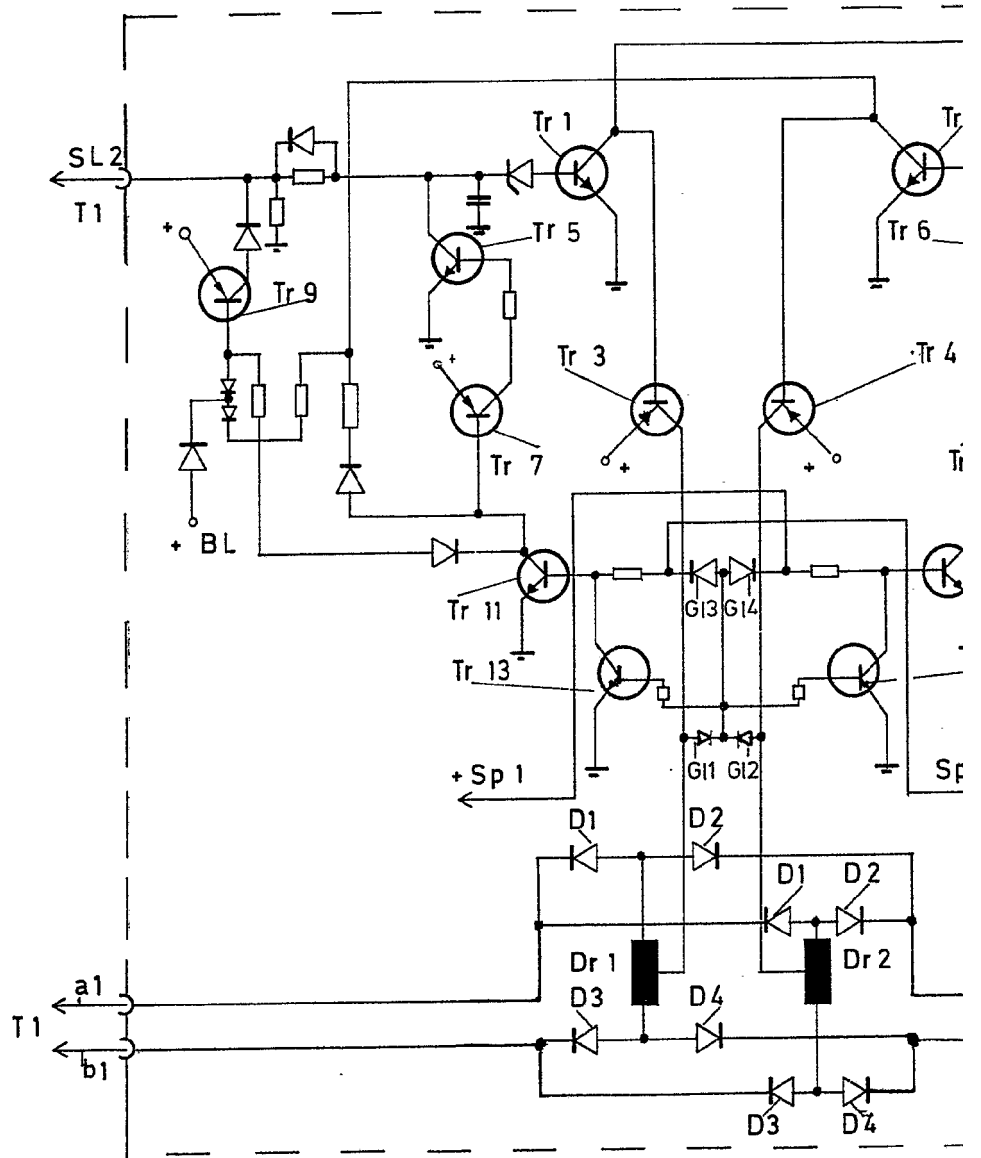 Tr 1
Tr
SL2
T1
+
Tr 5
Tr 6
Tr 9
+
Tr 3
Tr 4
Tr 7
+
+
+ BL
Gl3 Gl4
Tr 11
Tr 13
Gl1 Gl2
+ Sp 1
Sp
D1
D2
D1
D2
Dr 1
Dr 2
a1
D3
D4
T1
b1
D3
D4